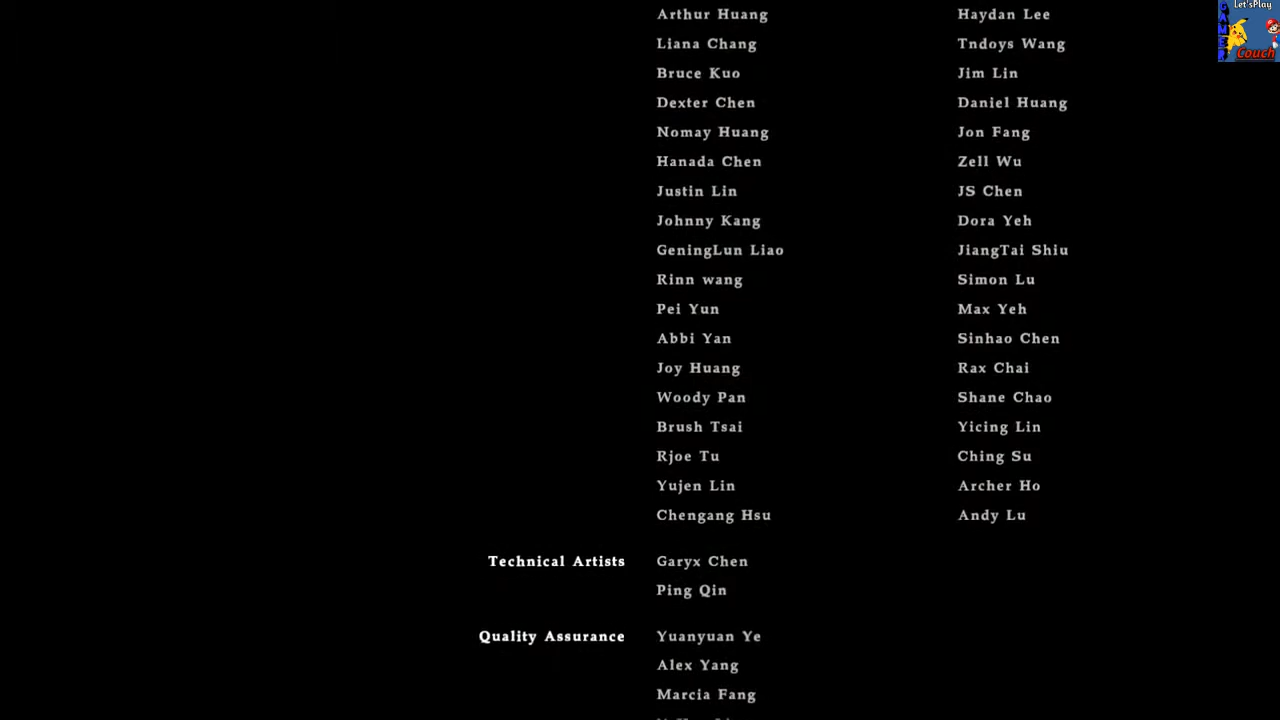 Let'sPlay
GAMER
Couch
Arthur Huang Haydan Lee
Liana Chang Tndoys Wang
Bruce Kuo Jim Lin
Dexter Chen Daniel Huang
Nomay Huang Jon Fang
Hanada Chen Zell Wu
Justin Lin JS Chen
Johnny Kang Dora Yeh
GeningLun Liao JiangTai Shiu
Rinn wang Simon Lu
Pei Yun Max Yeh
Abbi Yan Sinhao Chen
Joy Huang Rax Chai
Woody Pan Shane Chao
Brush Tsai Yicing Lin
Rjoe Tu Ching Su
Yujen Lin Archer Ho
Chengang Hsu Andy Lu
Technical Artists Garyx Chen
Ping Qin
Quality Assurance Yuanyuan Ye
Alex Yang
Marcia Fang